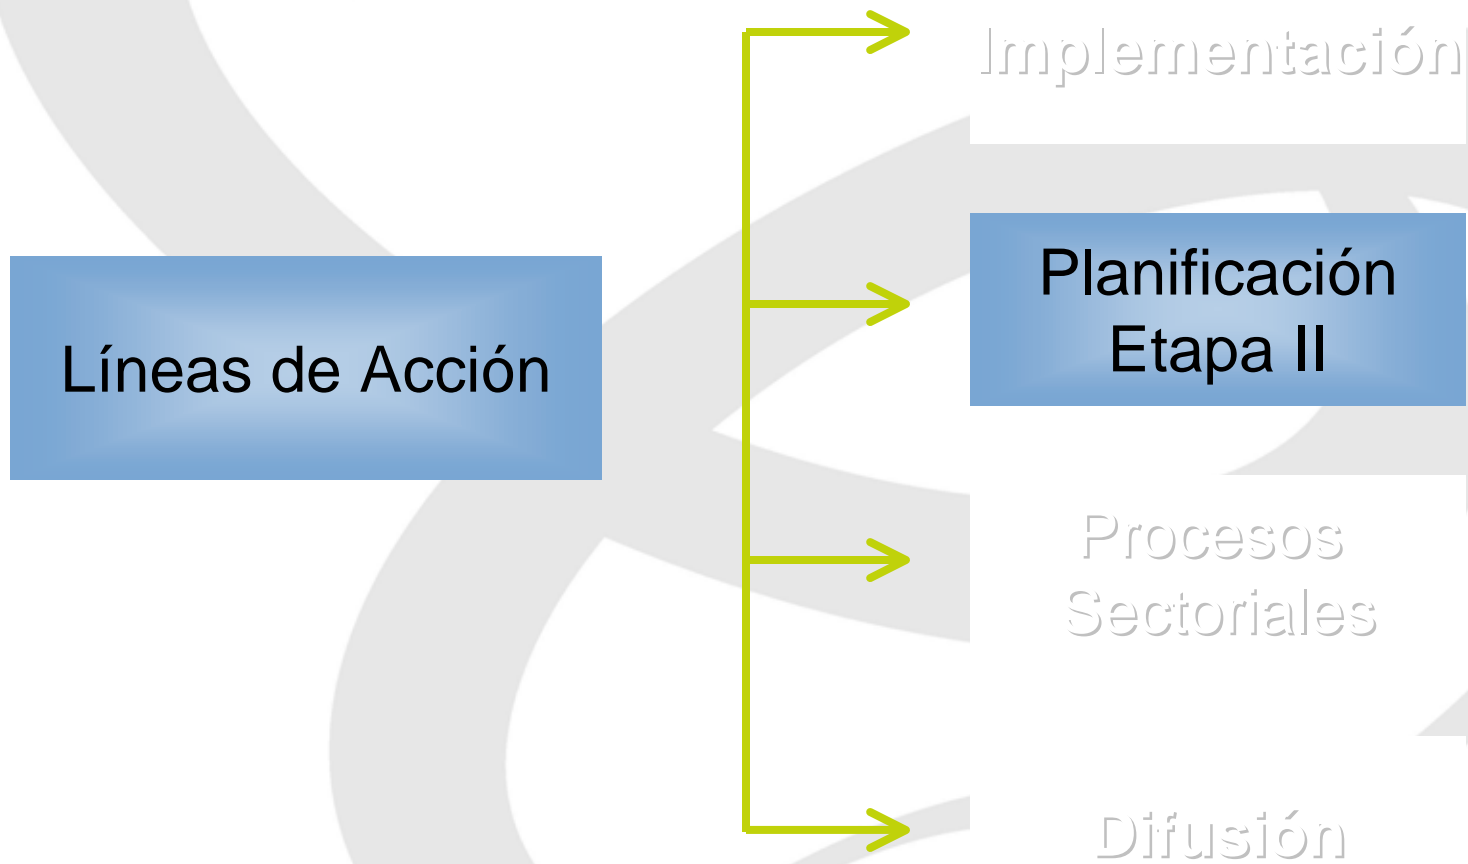 Implementación
Planificación
Etapa II
Líneas de Acción
Procesos
Sectoriales
Difusión